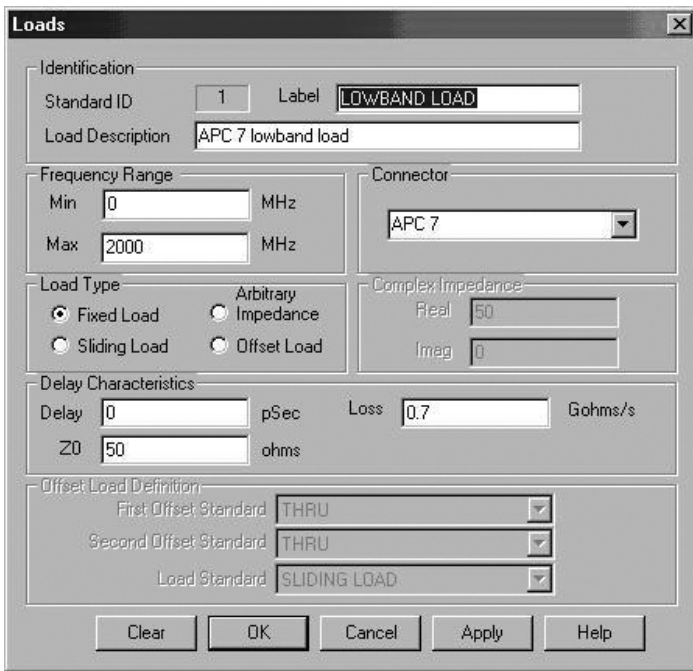 Loads
Identification
Standard ID 1 Label LOWBAND LOAD
Load Description APC 7 lowband load
Frequency Range
Min 0 MHz
Max 2000 MHz
Connector
APC 7
Load Type
Fixed Load
Arbitrary
Impedance
Sliding Load
Offset Load
Complex Impedance
Real 50
Imag 0
Delay Characteristics
Delay 0 pSec Loss 0.7 Gohms/s
Z0 50 ohms
Offset Load Definition
First Offset Standard THRU
Second Offset Standard THRU
Load Standard SLIDING LOAD
Clear OK Cancel Apply Help